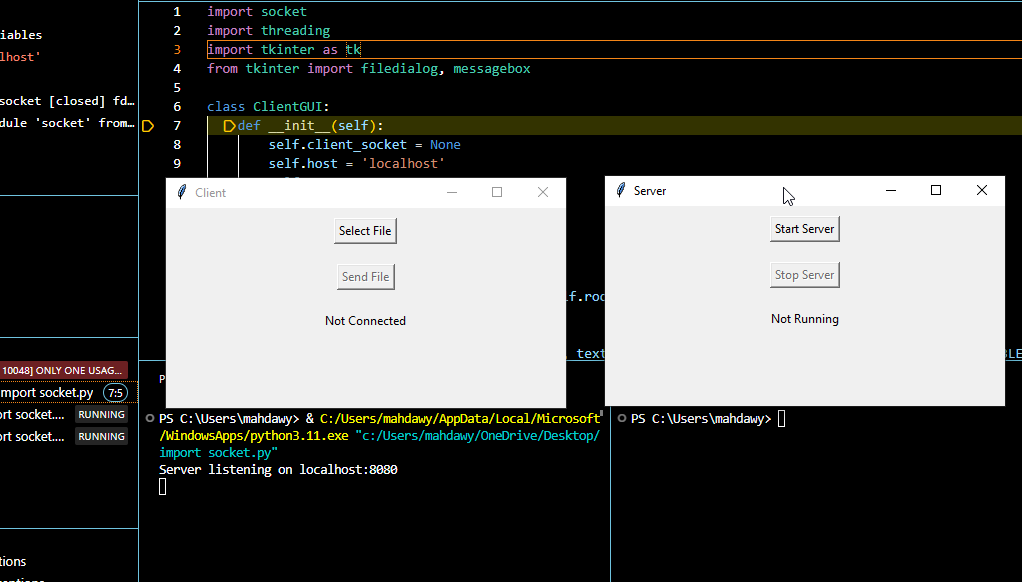 iables
lhost'
socket [closed] fd…
dule 'socket' from…
10048] ONLY ONE USAG...
mport socket.py 7:5
ort socket.... RUNNING
ort socket.... RUNNING
tions
1 import socket
2 import threading
3 import tkinter as tk
4 from tkinter import filedialog, messagebox
5
6 class ClientGUI:
7 def __init__(self):
8 self.client_socket = None
9 self.host = 'localhost'
Client
Select File
Send File
Not Connected
lf.roo
, text
Server
Start Server
Stop Server
Not Running
LE
P
PS C:\Users\mahdawy> & C:/Users/mahdawy/AppData/Local/Microsoft
/WindowsApps/python3.11.exe "c:/Users/mahdawy/OneDrive/Desktop/
import socket.py"
Server listening on localhost:8080
PS C:\Users\mahdawy>